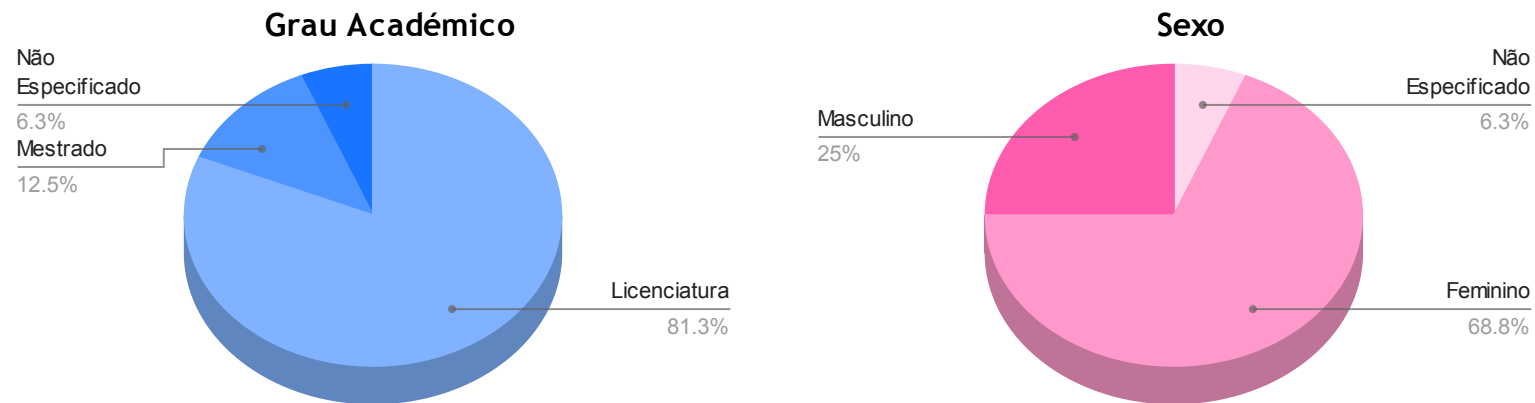 Grau Académico
Não
Especificado
6.3%
Mestrado
12.5%
Licenciatura
81.3%
Sexo
Não
Especificado
6.3%
Masculino
25%
Feminino
68.8%